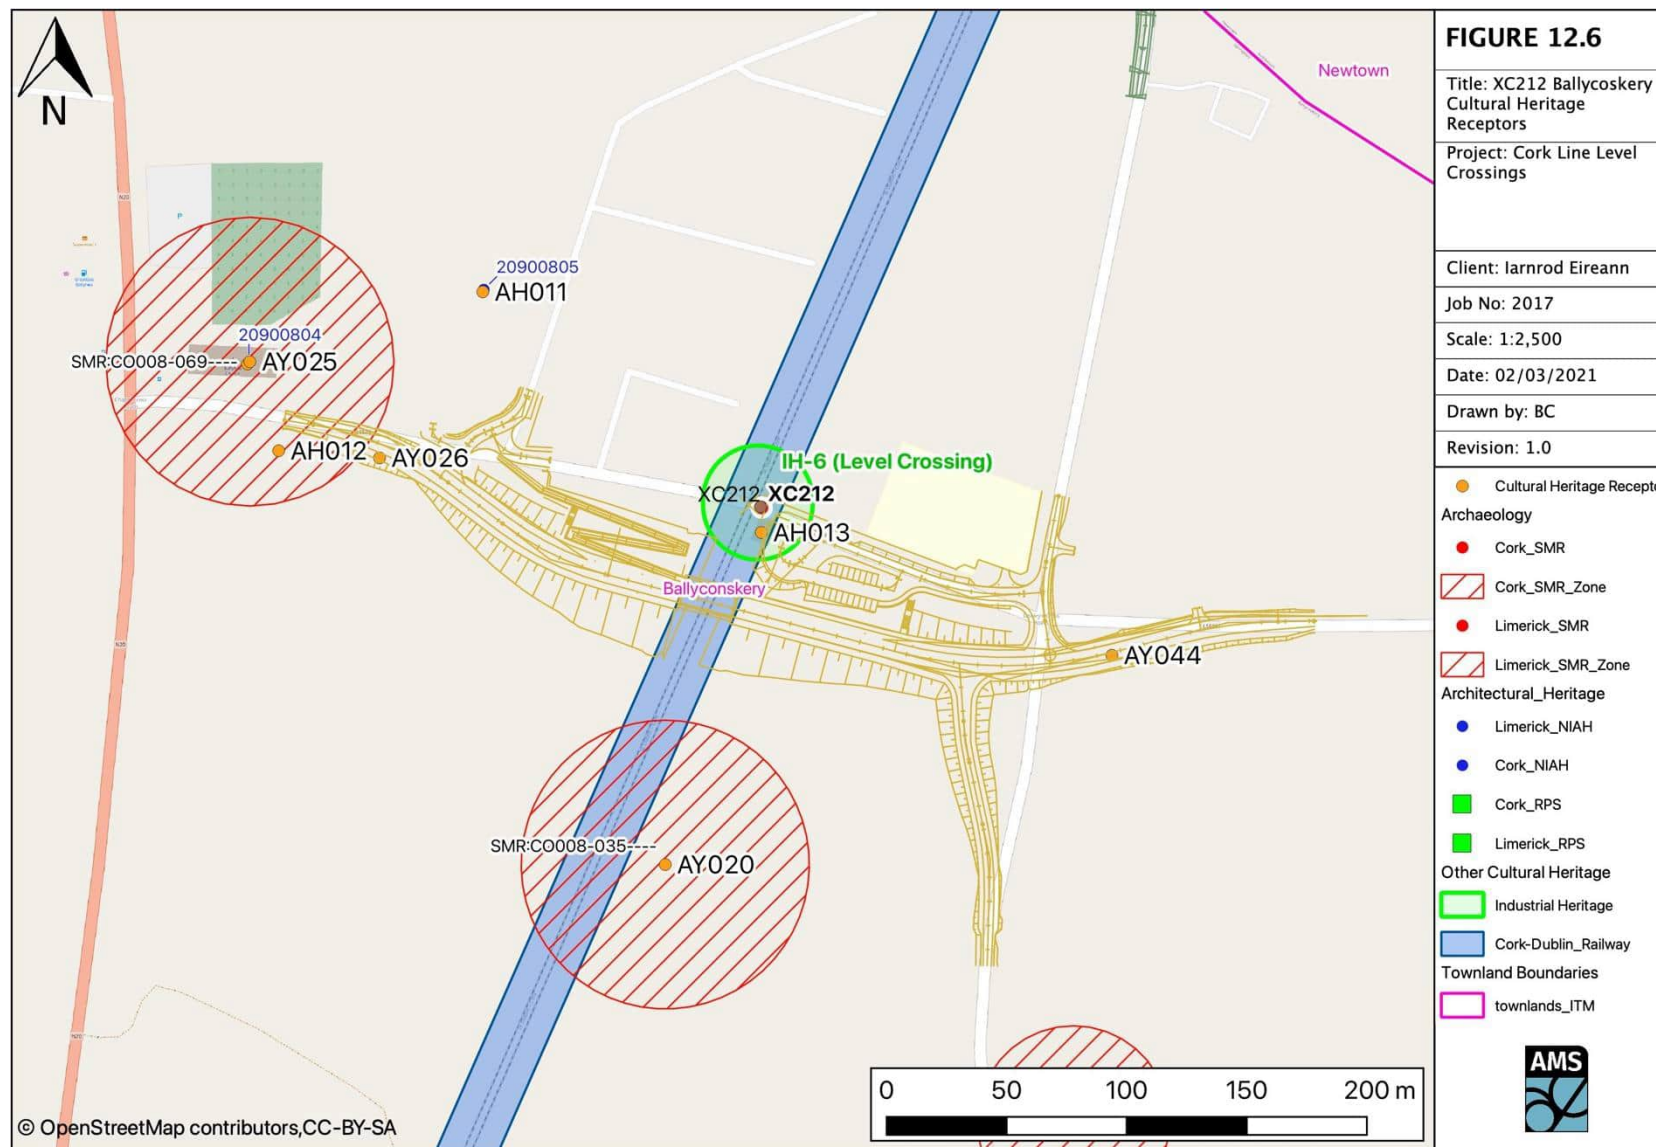 N
Newtown
N20
P
20900805
AH011
20900804
SMR:CO008-069----
AY025
AH012
AY026
IH-6 (Level Crossing)
XC212
XC212
AH013
Ballyconskery
AY044
N20
SMR:CO008-035----
AY020
N20
0 50 100 150 200 m
© OpenStreetMap contributors,CC-BY-SA
FIGURE 12.6
Title: XC212 Ballycoskery
Cultural Heritage
Receptors
Project: Cork Line Level
Crossings
Client: Iarnrod Eireann
Job No: 2017
Scale: 1:2,500
Date: 02/03/2021
Drawn by: BC
Revision: 1.0
Cultural Heritage Recepto
Archaeology
Cork_SMR
Cork_SMR_Zone
Limerick_SMR
Limerick_SMR_Zone
Architectural_Heritage
Limerick_NIAH
Cork_NIAH
Cork_RPS
Limerick_RPS
Other Cultural Heritage
Industrial Heritage
Cork-Dublin_Railway
Townland Boundaries
townlands_ITM
AMS